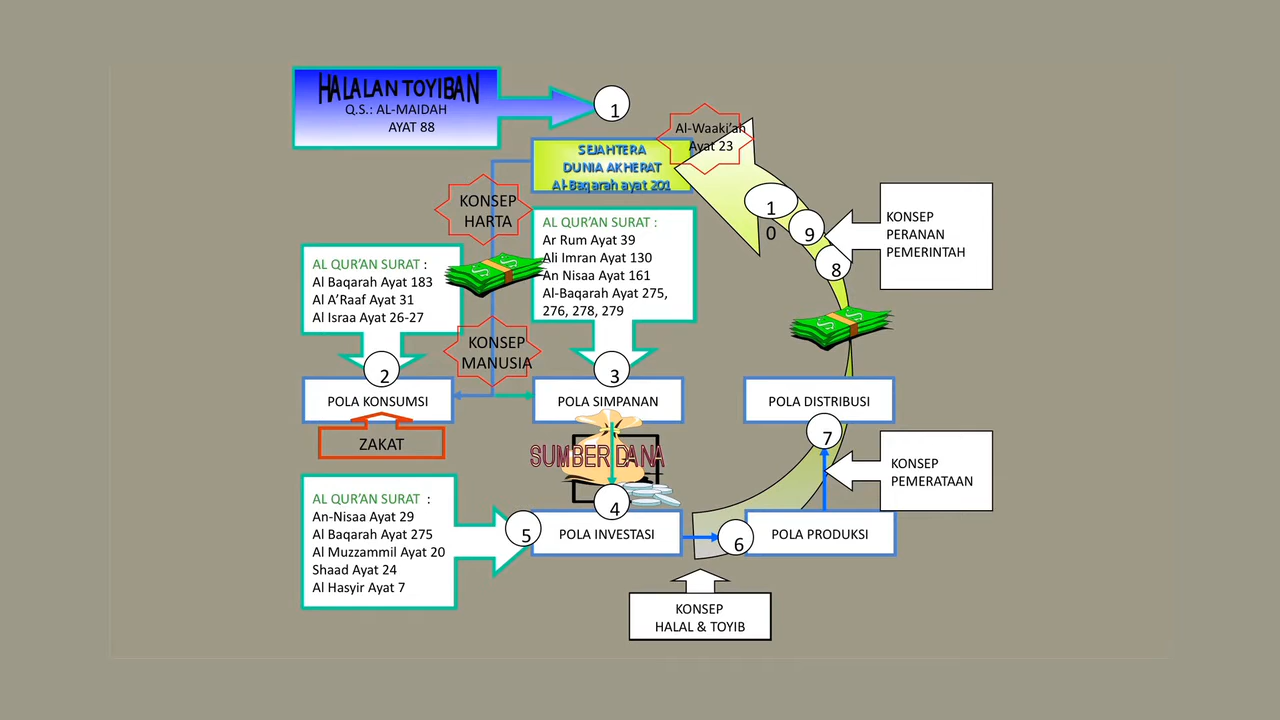 HALALAN TOYIBAN
Q.S.: AL-MAIDAH
AYAT 88
1
Al-Waaki’ah
Ayat 23
SEJAHTERA
DUNIA AKHERAT
Al-Baqarah ayat 201
KONSEP
HARTA
AL QUR’AN SURAT :
Ar Rum Ayat 39
Ali Imran Ayat 130
An Nisaa Ayat 161
Al-Baqarah Ayat 275,
276, 278, 279
1
0
9
8
KONSEP
PERANAN
PEMERINTAH
AL QUR’AN SURAT :
Al Baqarah Ayat 183
Al A’Raaf Ayat 31
Al Israa Ayat 26-27
KONSEP
MANUSIA
2
3
POLA KONSUMSI
POLA SIMPANAN
POLA DISTRIBUSI
ZAKAT
SUMBER DANA
7
KONSEP
PEMERATAAN
AL QUR’AN SURAT :
An-Nisaa Ayat 29
Al Baqarah Ayat 275
Al Muzzammil Ayat 20
Shaad Ayat 24
Al Hasyir Ayat 7
4
5
POLA INVESTASI
6
POLA PRODUKSI
KONSEP
HALAL & TOYIB